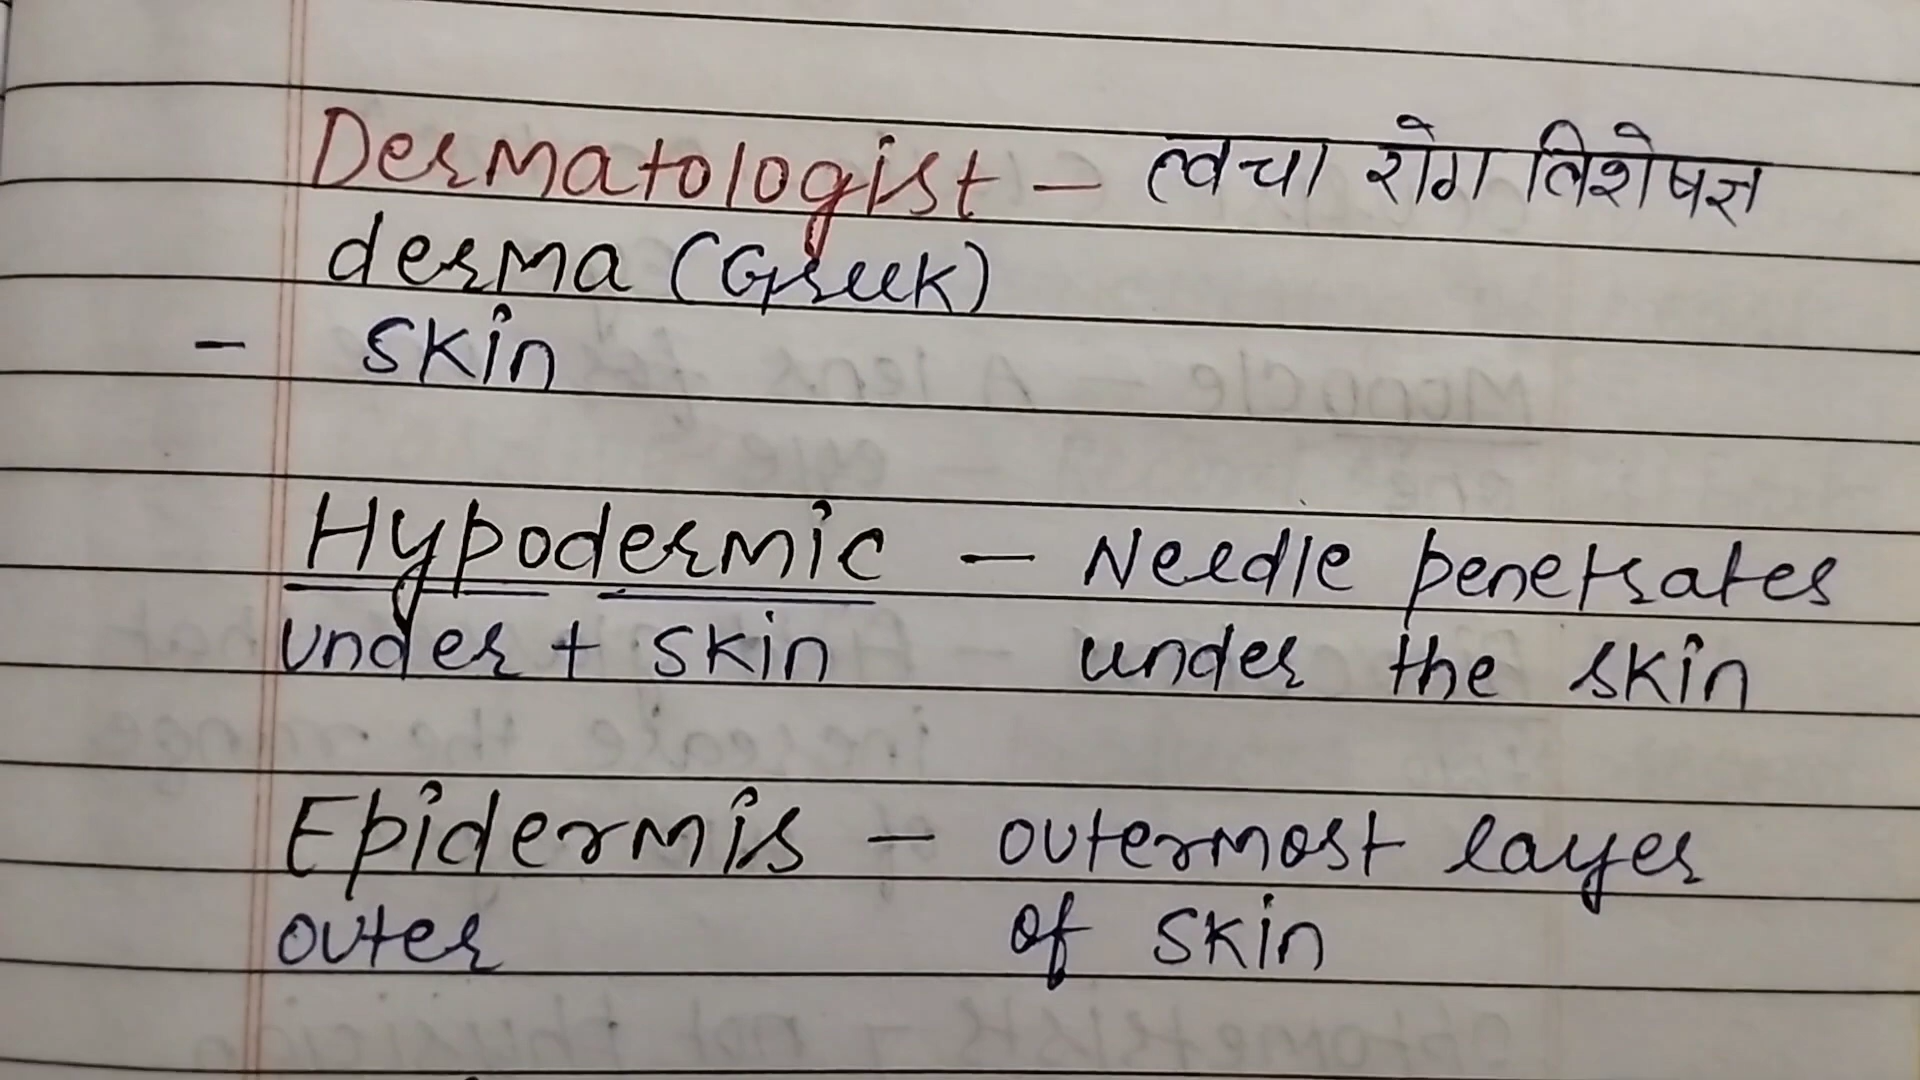 Dermatologist - त्वचा रोग विशेषज्ञ
derma (Greek)
- skin
Hypodermic - Needle penetrates
under + skin under the skin
Epidermis - outermost layer
outer of skin